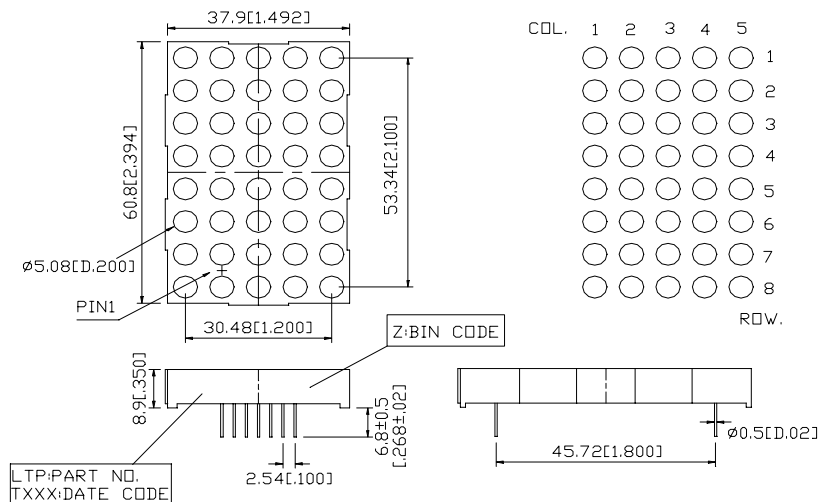 37.9[1.492]
COL. 1 2 3 4 5
1
2
3
4
5
6
7
8
ROW.
60.8[2.394]
53.34[2.100]
ø5.08[D.200]
PIN1
30.48[1.200]
Z:BIN CODE
8.9[.350]
6.8±0.5
[.268±.02]
2.54[.100]
LTP:PART NO.
TXXX:DATE CODE
45.72[1.800]
ø0.5[D.02]